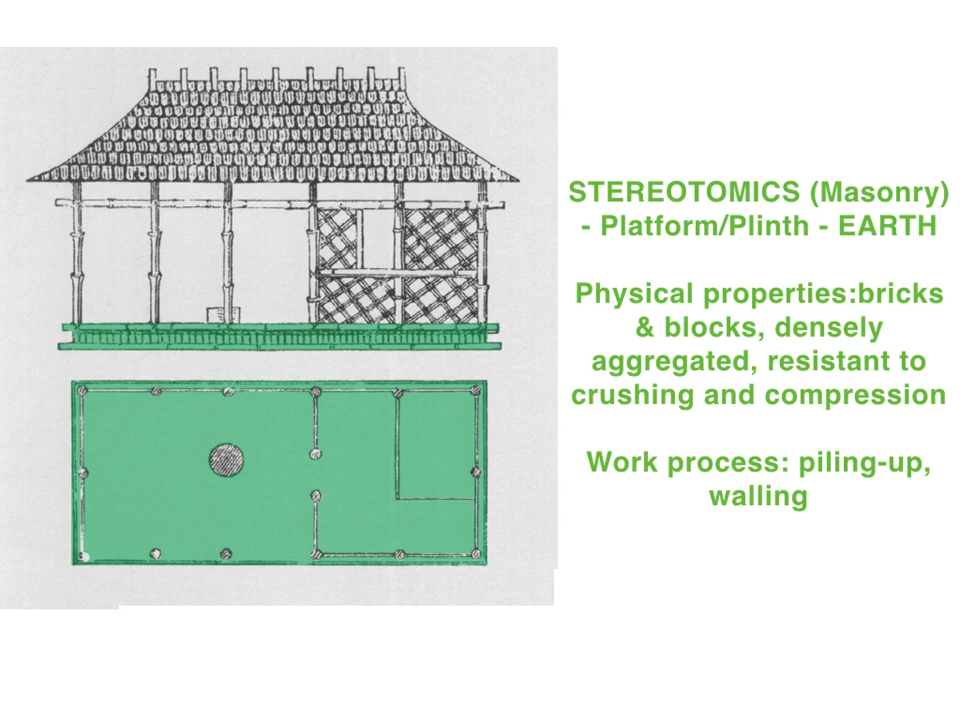 STEREOTOMICS (Masonry)
- Platform/Plinth - EARTH
Physical properties:bricks
& blocks, densely
aggregated, resistant to
crushing and compression
Work process: piling-up,
walling